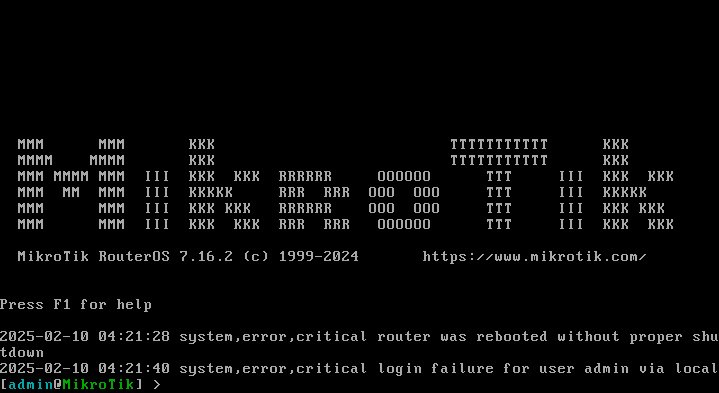 MMM      MMM       KKK                          TTTTTTTTTTT      KKK
MMMM    MMMM       KKK                          TTTTTTTTTTT      KKK
MMM MMMM MMM  III  KKK  KKK  RRRRRR     OOOOOO      TTT     III  KKK  KKK
MMM  MM  MMM  III  KKKKK     RRR  RRR  OOO  OOO     TTT     III  KKKKK
MMM      MMM  III  KKK KKK   RRRRRR    OOO  OOO     TTT     III  KKK KKK
MMM      MMM  III  KKK  KKK  RRR  RRR   OOOOOO      TTT     III  KKK  KKK
MikroTik RouterOS 7.16.2 (c) 1999-2024       https://www.mikrotik.com/
Press F1 for help
2025-02-10 04:21:28 system,error,critical router was rebooted without proper shu
tdown
2025-02-10 04:21:40 system,error,critical login failure for user admin via local
[admin@MikroTik] >